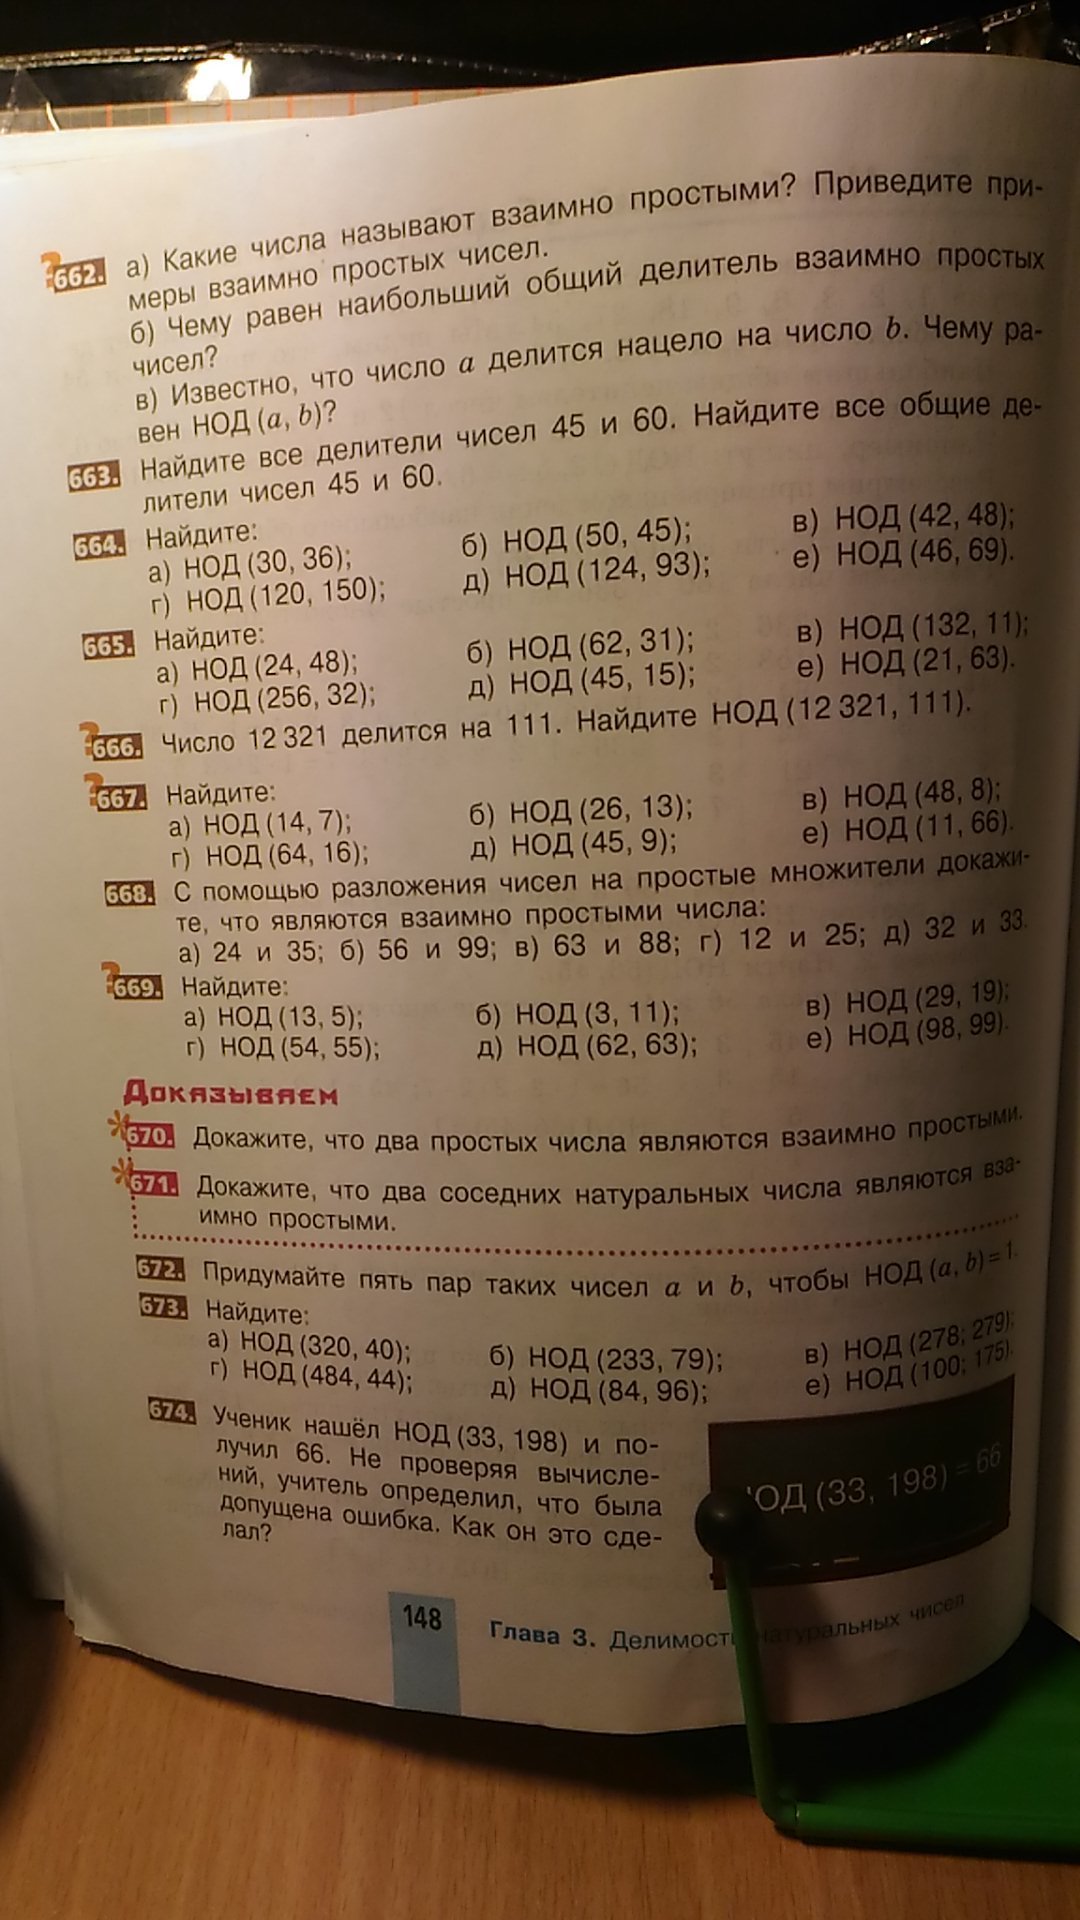 662. а) Какие числа называют взаимно простыми? Приведите при-
меры взаимно простых чисел.
б) Чему равен наибольший общий делитель взаимно простых
чисел?
в) Известно, что число a делится нацело на число b. Чему ра-
вен НОД (a, b)?
663. Найдите все делители чисел 45 и 60. Найдите все общие де-
лители чисел 45 и 60.
664. Найдите:
а) НОД (30, 36); б) НОД (50, 45); в) НОД (42, 48);
г) НОД (120, 150); д) НОД (124, 93); е) НОД (46, 69).
665. Найдите:
а) НОД (24, 48); б) НОД (62, 31); в) НОД (132, 11);
г) НОД (256, 32); д) НОД (45, 15); е) НОД (21, 63).
666. Число 12 321 делится на 111. Найдите НОД (12 321, 111).
667. Найдите:
а) НОД (14, 7); б) НОД (26, 13); в) НОД (48, 8);
г) НОД (64, 16); д) НОД (45, 9); е) НОД (11, 66).
668. С помощью разложения чисел на простые множители докажи-
те, что являются взаимно простыми числа:
а) 24 и 35; б) 56 и 99; в) 63 и 88; г) 12 и 25; д) 32 и 33.
669. Найдите:
а) НОД (13, 5); б) НОД (3, 11); в) НОД (29, 19);
г) НОД (54, 55); д) НОД (62, 63); е) НОД (98, 99).
Доказываем
670. Докажите, что два простых числа являются взаимно простыми.
671. Докажите, что два соседних натуральных числа являются вза-
имно простыми.
672. Придумайте пять пар таких чисел a и b, чтобы НОД (a, b) = 1.
673. Найдите:
а) НОД (320, 40); б) НОД (233, 79); в) НОД (278; 279);
г) НОД (484, 44); д) НОД (84, 96); е) НОД (100; 175).
674. Ученик нашёл НОД (33, 198) и по-
лучил 66. Не проверяя вычисле-
ний, учитель определил, что была
допущена ошибка. Как он это сде-
лал?
НОД (33, 198) = 66
148 Глава 3. Делимость натуральных чисел